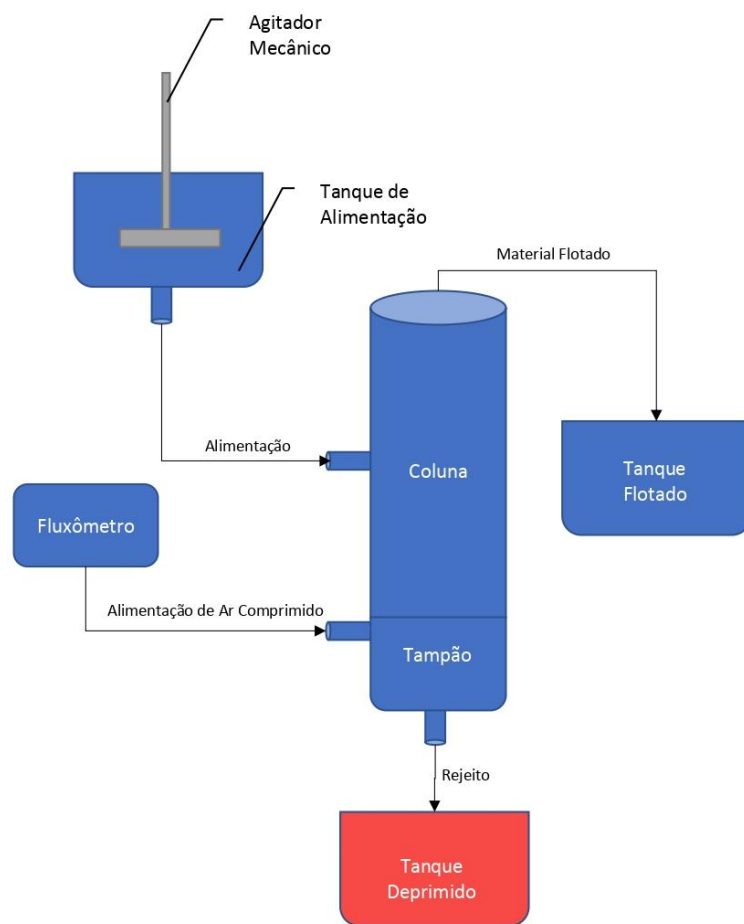 Agitador
Mecânico
Tanque de
Alimentação
Material Flotado
Alimentação
Coluna
Tanque
Flotado
Fluxômetro
Alimentação de Ar Comprimido
Tampão
Rejeito
Tanque
Deprimido